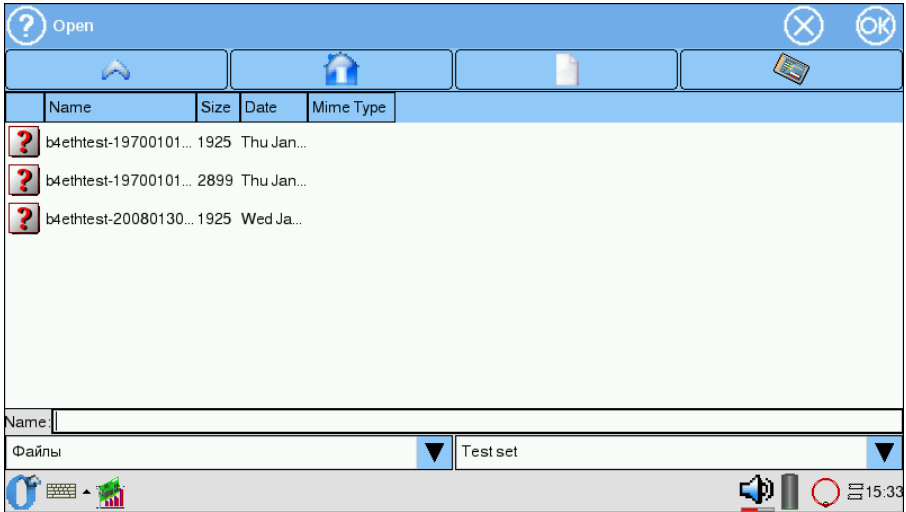 Open
Name Size Date Mime Type
b4ethtest-19700101... 1925 Thu Jan...
b4ethtest-19700101... 2899 Thu Jan...
b4ethtest-20080130... 1925 Wed Ja...
Name:
Файлы Test set
15:33